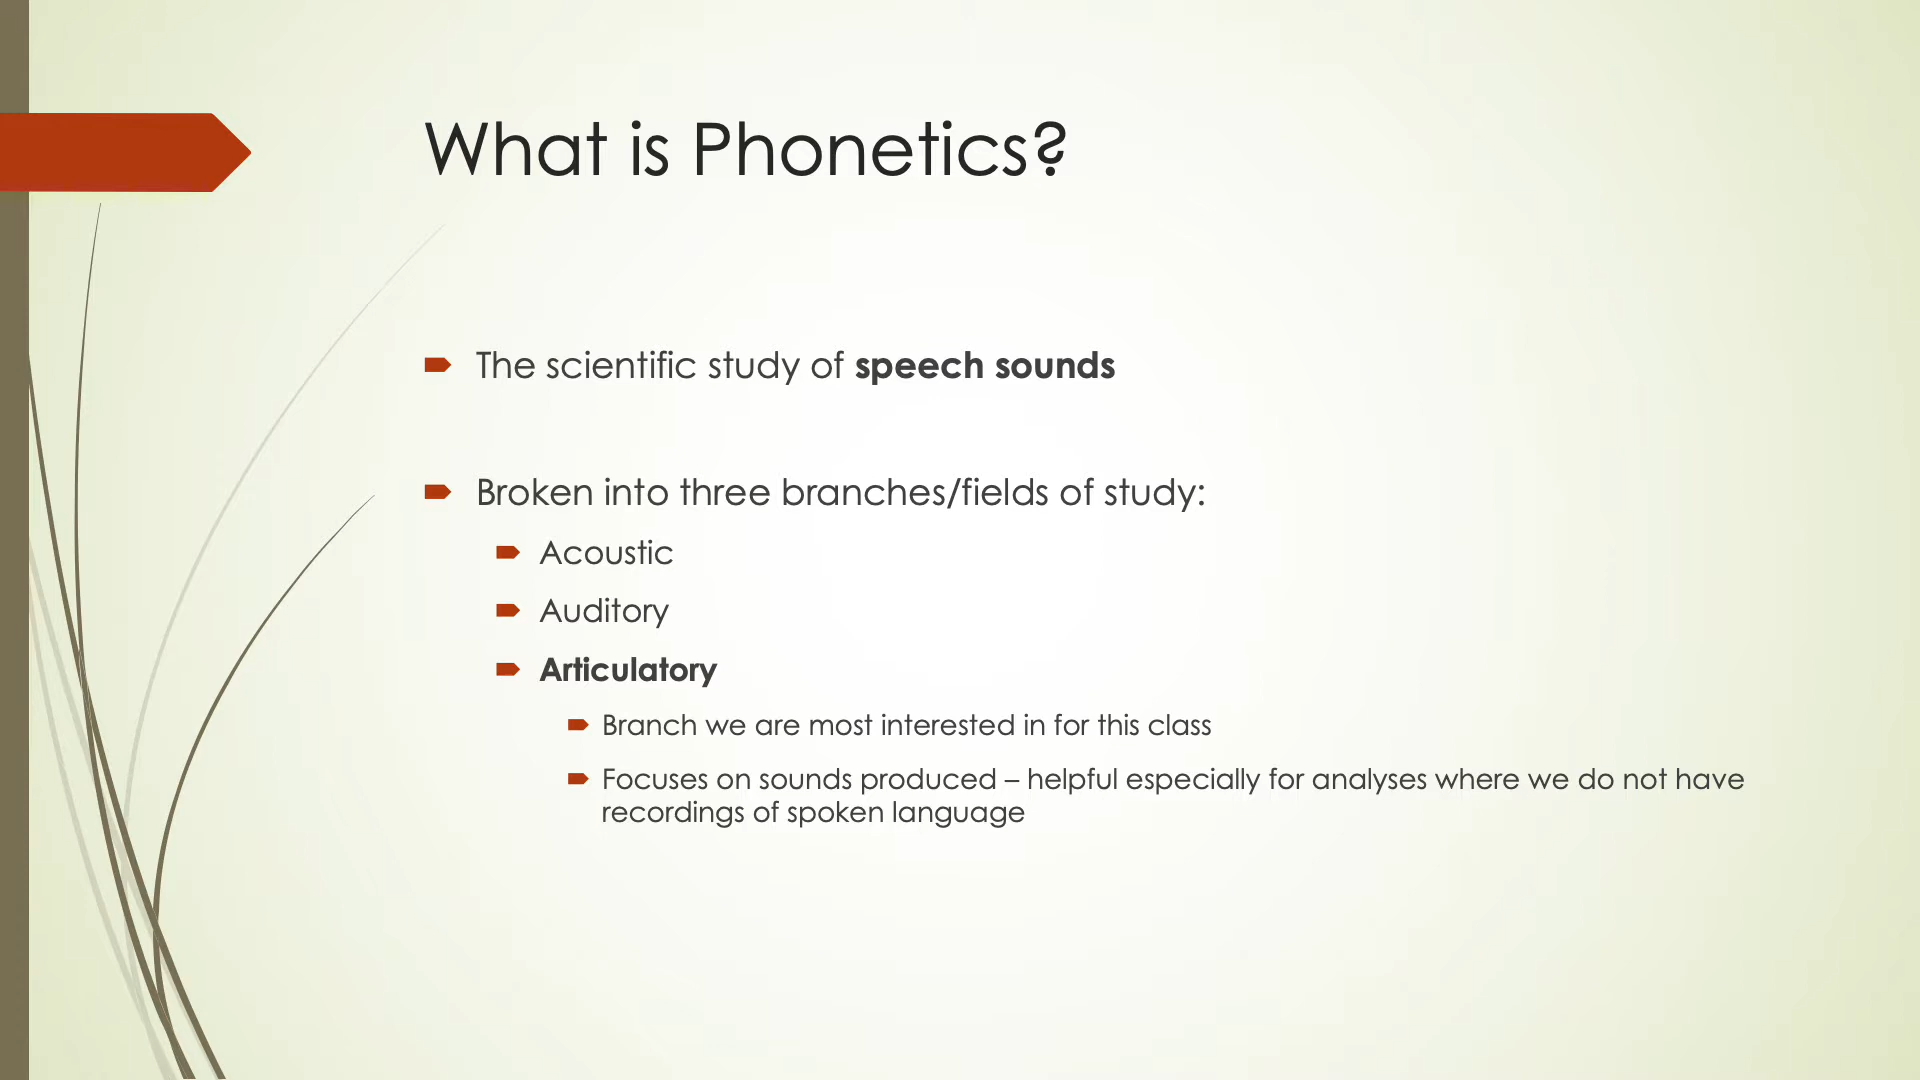 What is Phonetics?
The scientific study of speech sounds
Broken into three branches/fields of study:
Acoustic
Auditory
Articulatory
Branch we are most interested in for this class
Focuses on sounds produced – helpful especially for analyses where we do not have
recordings of spoken language